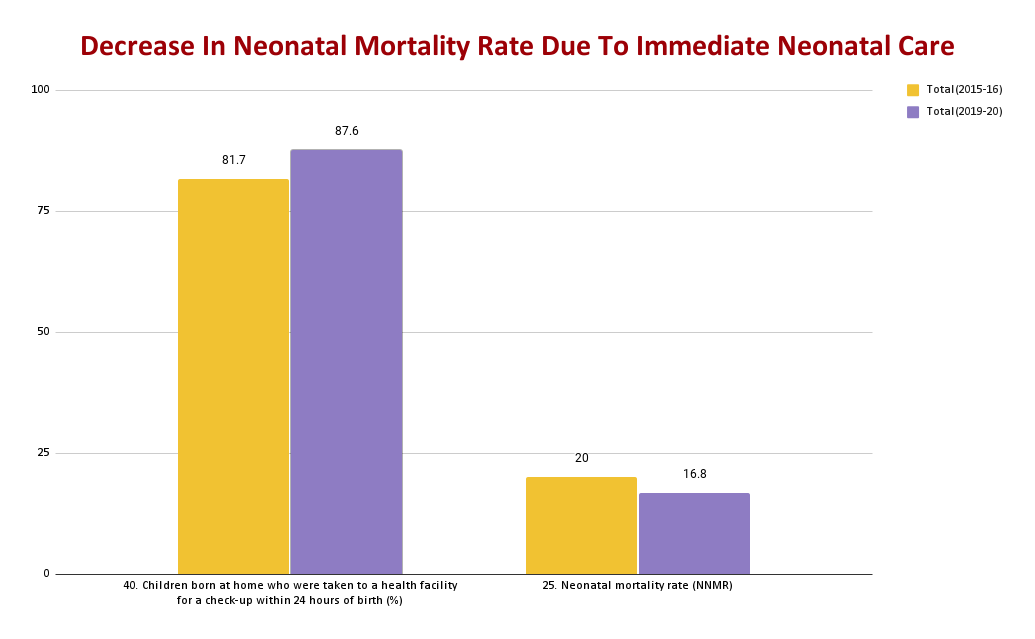 Decrease In Neonatal Mortality Rate Due To Immediate Neonatal Care
Total(2015-16)
Total(2019-20)
100
75
50
25
0
81.7
87.6
20
16.8
40. Children born at home who were taken to a health facility
for a check-up within 24 hours of birth (%)
25. Neonatal mortality rate (NNMR)